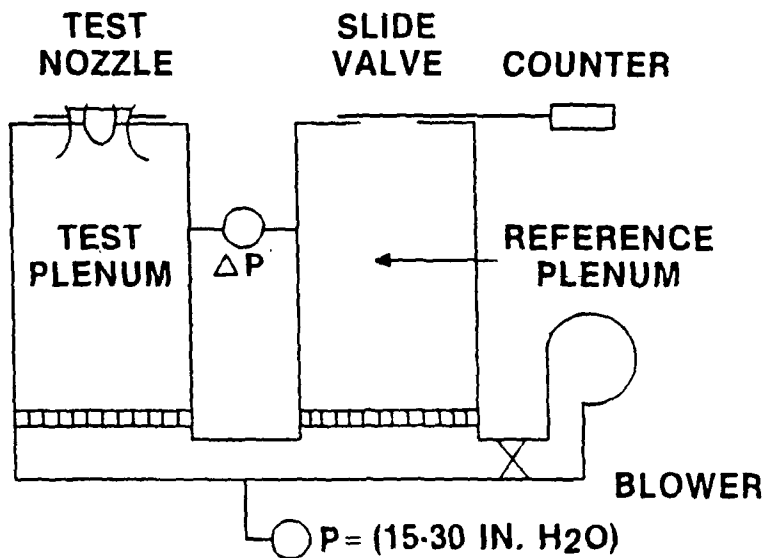 TEST
NOZZLE
SLIDE
VALVE
COUNTER
TEST
PLENUM
ΔP
REFERENCE
PLENUM
BLOWER
P = (15-30 IN. H2O)